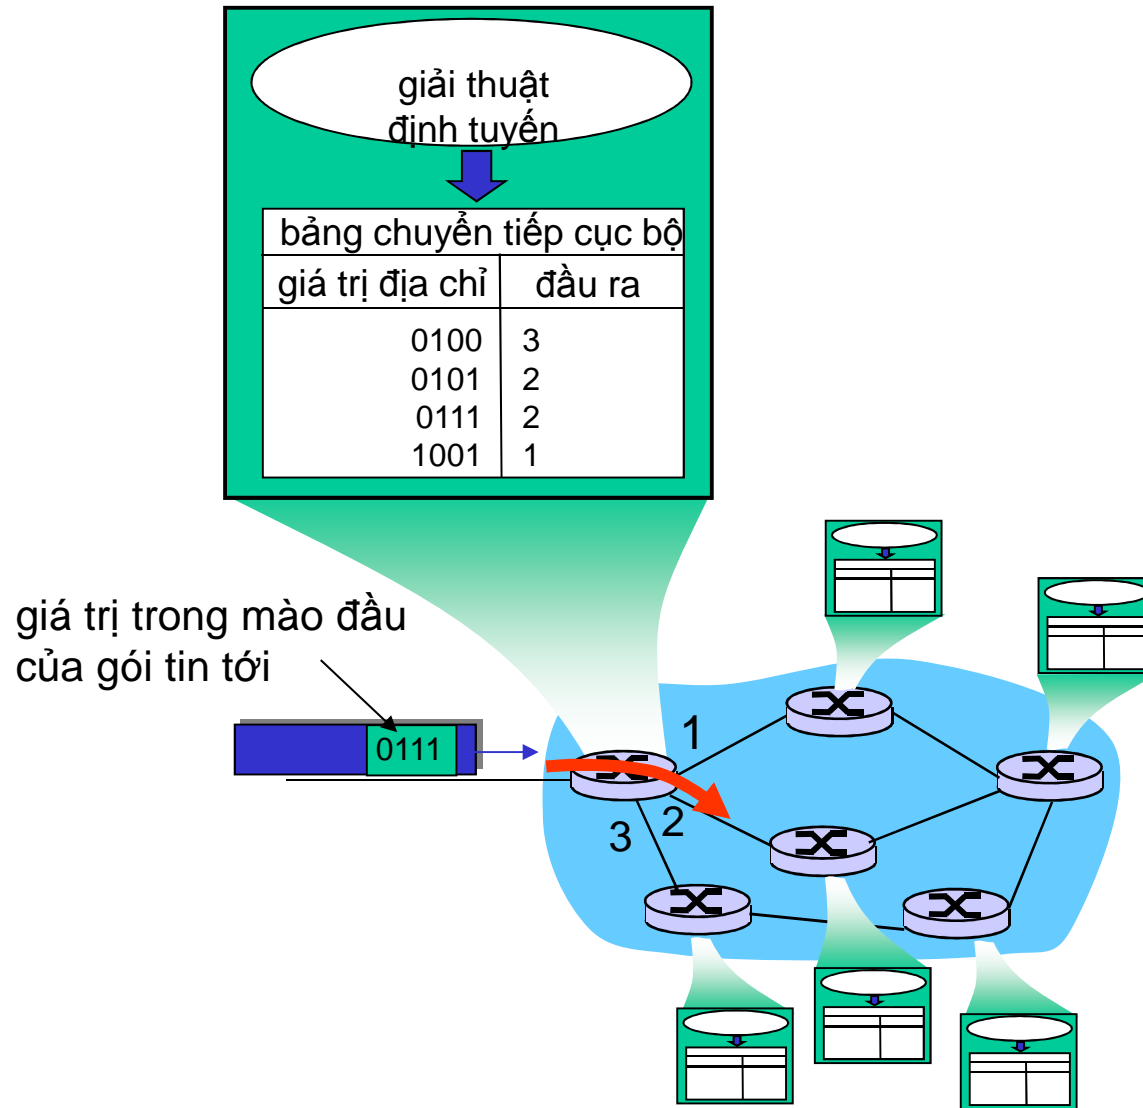 giải thuật
định tuyến
bảng chuyển tiếp cục bộ
giá trị địa chỉ đầu ra
0100 3
0101 2
0111 2
1001 1
giá trị trong mào đầu
của gói tin tới
0111
1
2
3